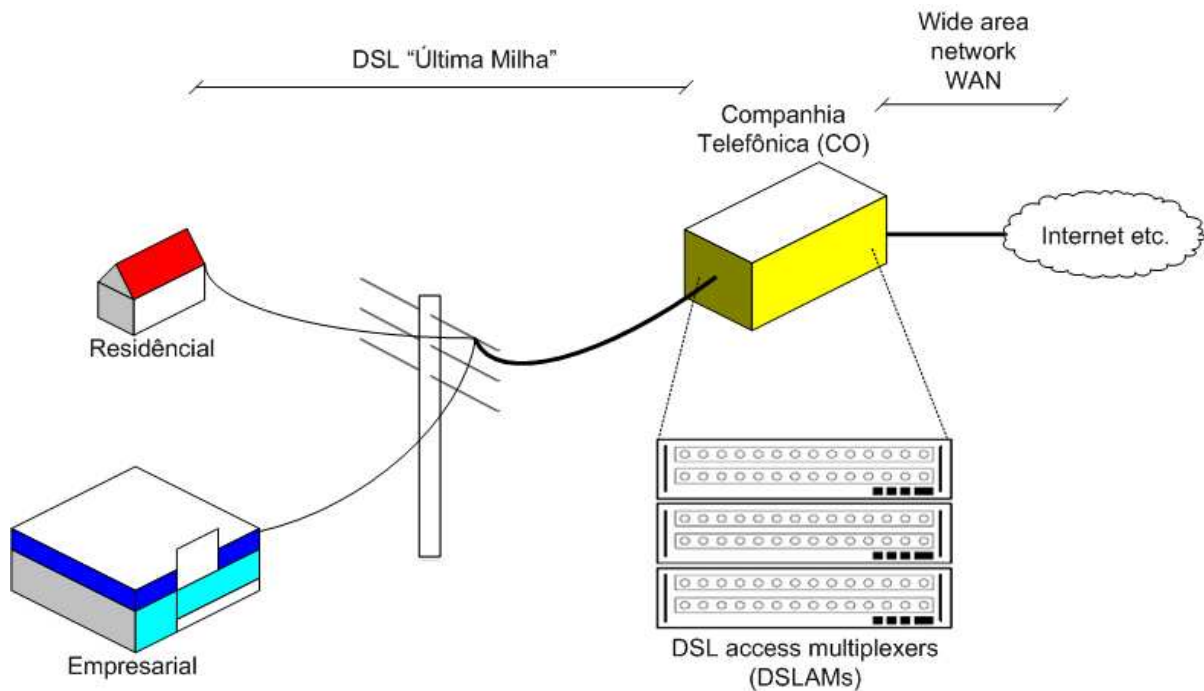 DSL “Última Milha”
Wide area
network
WAN
Companhia
Telefônica (CO)
Internet etc.
Residêncial
Empresarial
DSL access multiplexers
(DSLAMs)